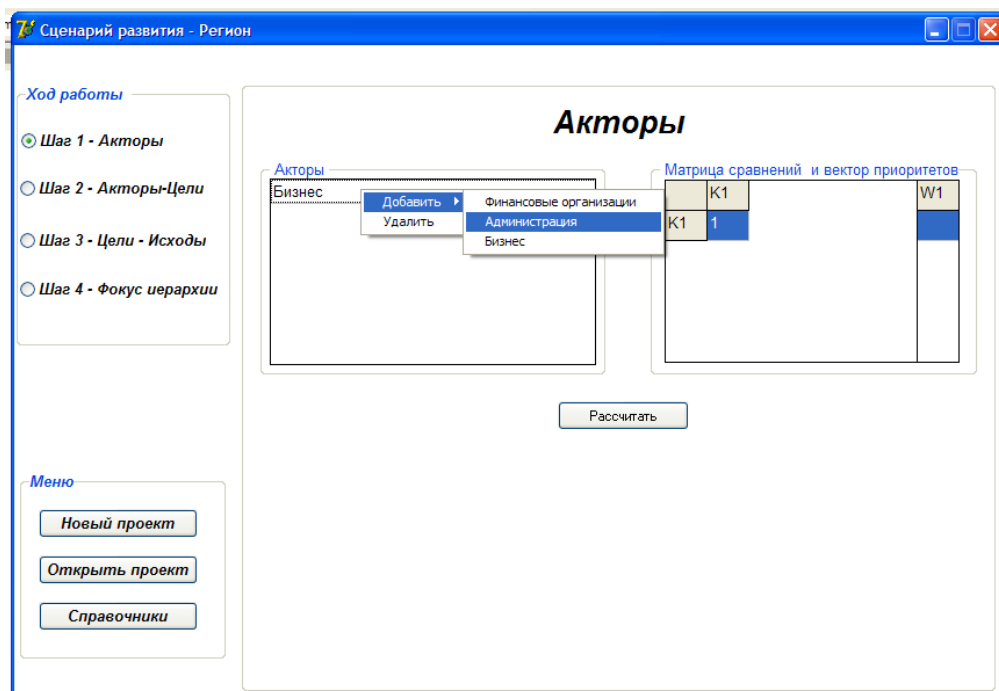 Сценарий развития - Регион
Ход работы
Шаг 1 - Акторы
Шаг 2 - Акторы-Цели
Шаг 3 - Цели - Исходы
Шаг 4 - Фокус иерархии
Меню
Новый проект
Открыть проект
Справочники
Акторы
Акторы
Бизнес
Добавить
Удалить
Финансовые организации
Администрация
Бизнес
Матрица сравнений и вектор приоритетов
K1 W1
K1 1
Рассчитать